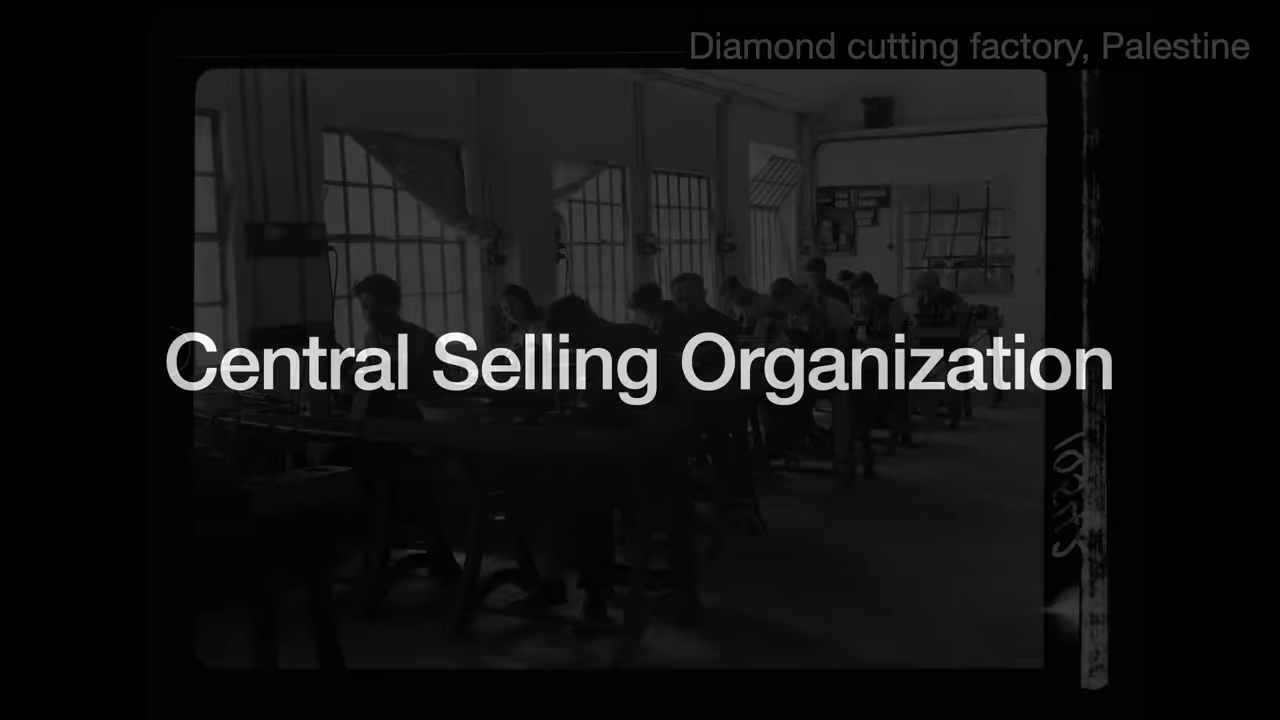 Diamond cutting factory, Palestine
Central Selling Organization